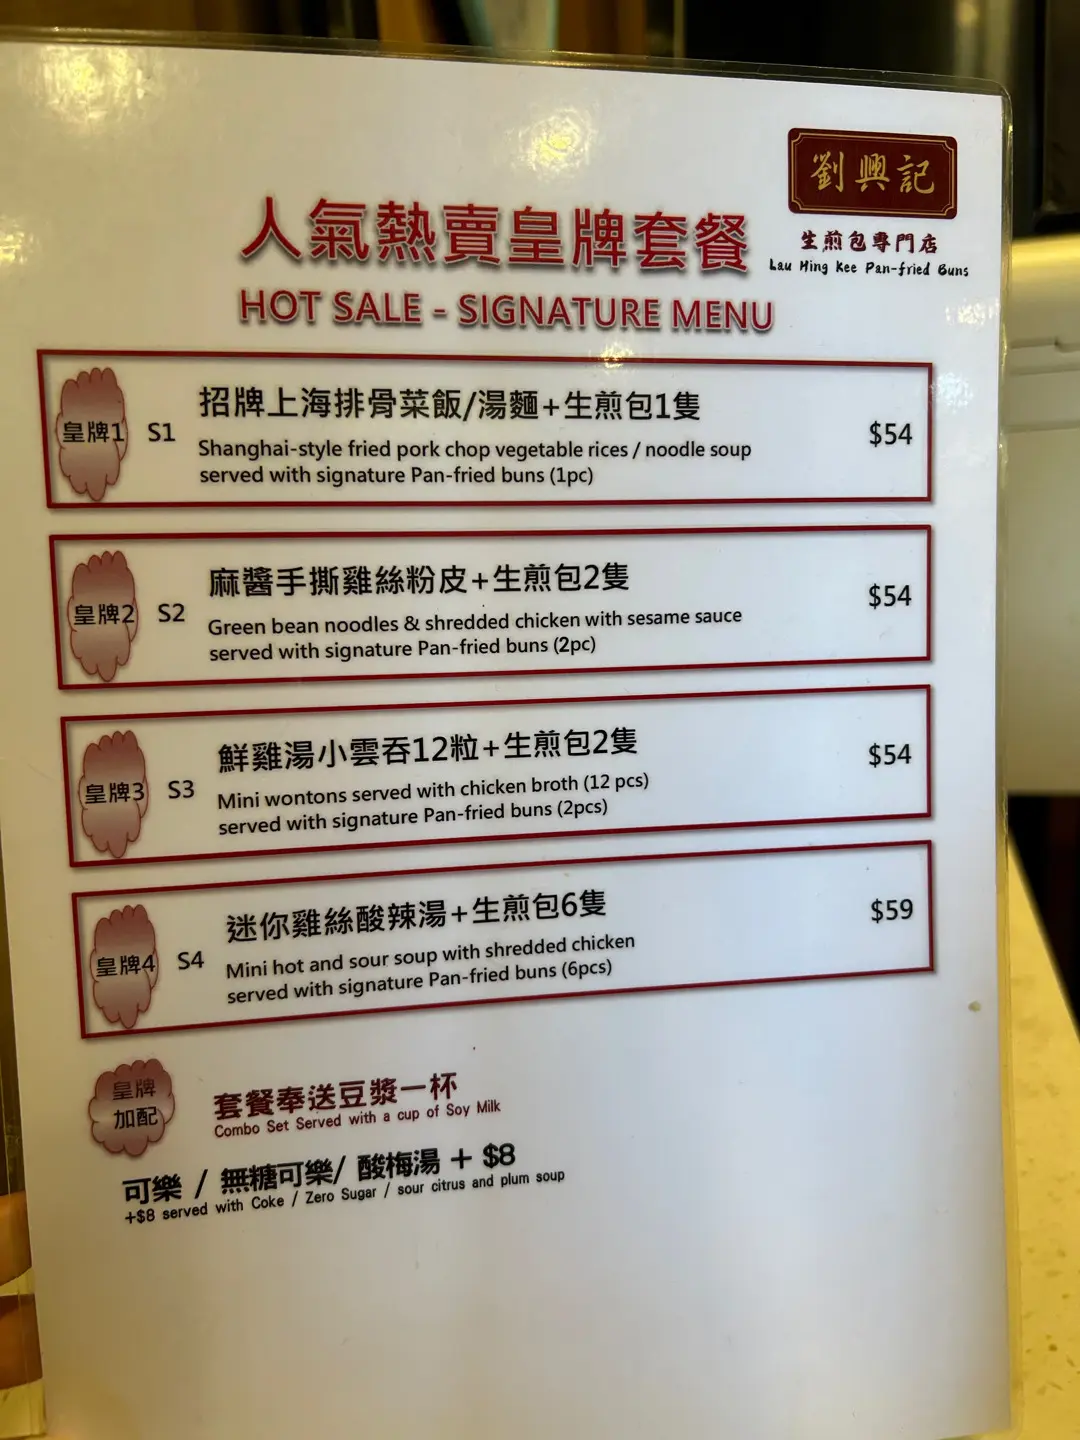 劉興記
生煎包專門店
Lau Hing Kee Pan-fried Buns
人氣熱賣皇牌套餐
HOT SALE - SIGNATURE MENU
皇牌1 S1 招牌上海排骨菜飯/湯麵+生煎包1隻 $54
Shanghai-style fried pork chop vegetable rices / noodle soup
served with signature Pan-fried buns (1pc)
皇牌2 S2 麻醬手撕雞絲粉皮+生煎包2隻 $54
Green bean noodles & shredded chicken with sesame sauce
served with signature Pan-fried buns (2pc)
皇牌3 S3 鮮雞湯小雲吞12粒+生煎包2隻 $54
Mini wontons served with chicken broth (12 pcs)
served with signature Pan-fried buns (2pcs)
皇牌4 S4 迷你雞絲酸辣湯+生煎包6隻 $59
Mini hot and sour soup with shredded chicken
served with signature Pan-fried buns (6pcs)
皇牌
加配
套餐奉送豆漿一杯
Combo Set Served with a cup of Soy Milk
可樂 / 無糖可樂/ 酸梅湯 + $8
+$8 served with Coke / Zero Sugar / sour citrus and plum soup